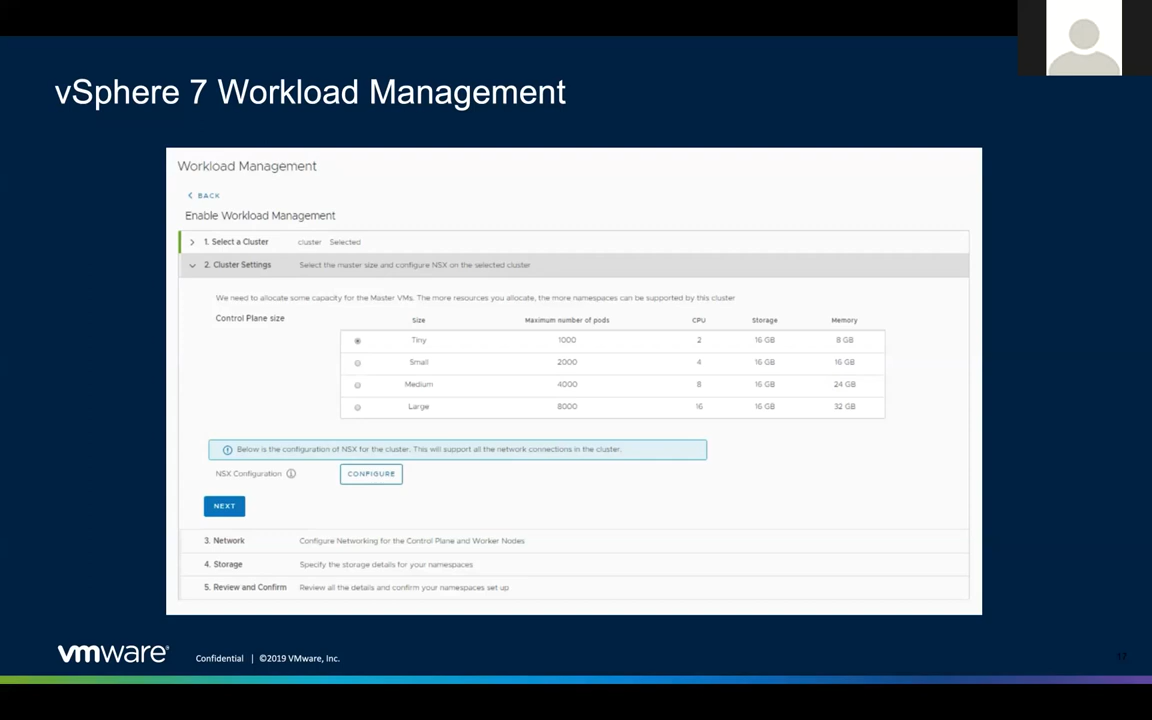 vSphere 7 Workload Management
Workload Management
BACK
Enable Workload Management
1. Select a Cluster cluster Selected
2. Cluster Settings Select the master size and configure NSX on the selected cluster
We need to allocate some capacity for the Master VMs. The more resources you allocate, the more namespaces can be supported by this cluster
Control Plane size
Size Maximum number of pods CPU Storage Memory
Tiny 1000 2 16 GB 8 GB
Small 2000 4 16 GB 16 GB
Medium 4000 8 16 GB 24 GB
Large 8000 16 16 GB 32 GB
Below is the configuration of NSX for the cluster. This will support all the network connections in the cluster.
NSX Configuration CONFIGURE
NEXT
3. Network Configure Networking for the Control Plane and Worker Nodes
4. Storage Specify the storage details for your namespaces
5. Review and Confirm Review all the details and confirm your namespaces set up
vmware® Confidential | ©2019 VMware, Inc. 17